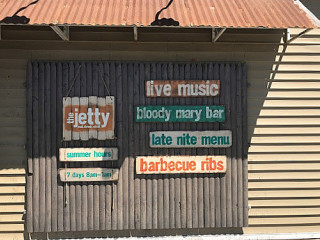 the jetty
summer hours
7 days 8am-1am
live music
bloody mary bar
late nite menu
barbecue ribs